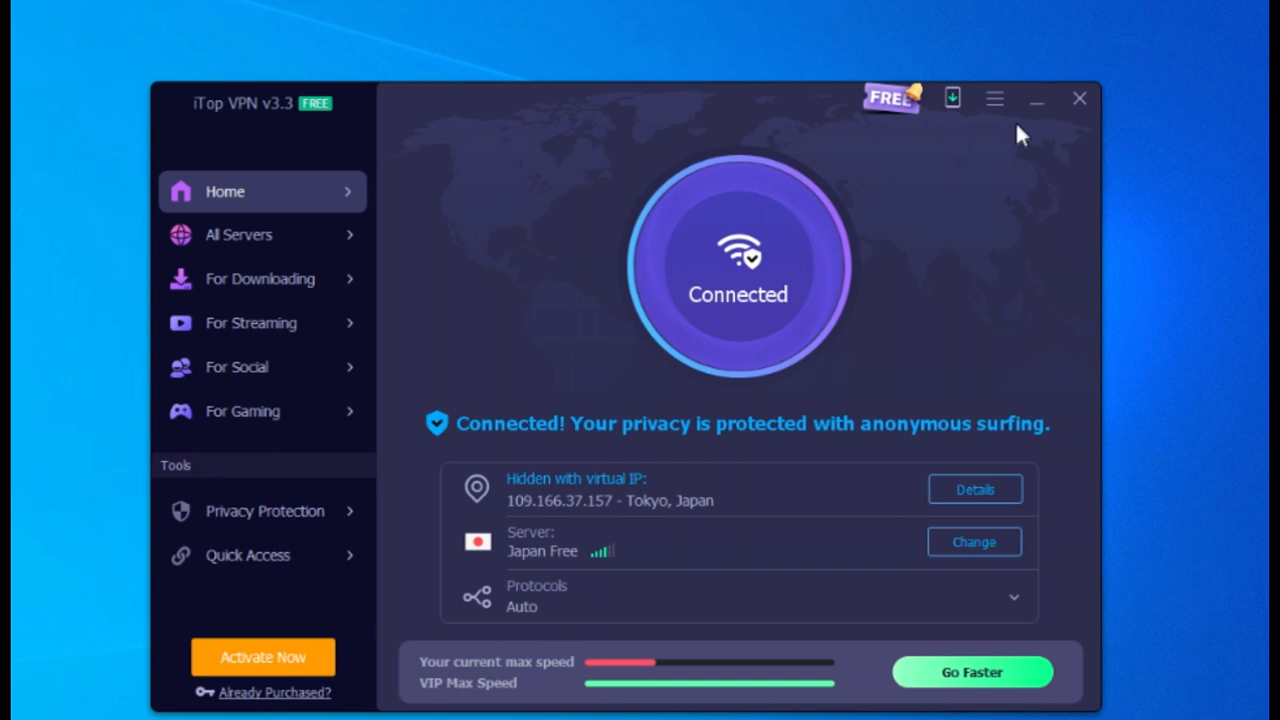 iTop VPN v3.3 FREE
FREE
Home
All Servers
For Downloading
For Streaming
For Social
For Gaming
Tools
Privacy Protection
Quick Access
Activate Now
Already Purchased?
Connected
Connected! Your privacy is protected with anonymous surfing.
Hidden with virtual IP:
109.166.37.157 - Tokyo, Japan
Details
Server:
Japan Free
Change
Protocols
Auto
Your current max speed
VIP Max Speed
Go Faster